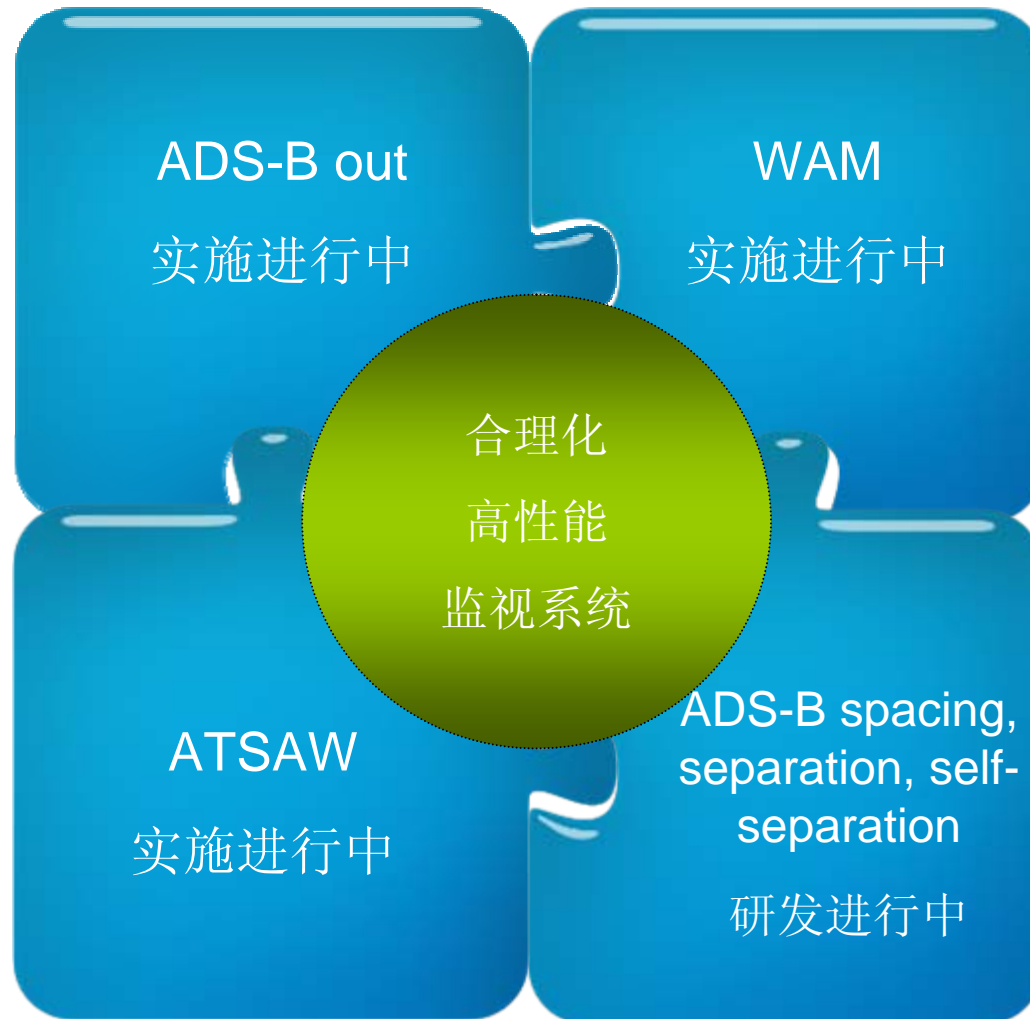 ADS-B out
实施进行中
WAM
实施进行中
合理化
高性能
监视系统
ATSAW
实施进行中
ADS-B spacing,
separation, self-
separation
研发进行中